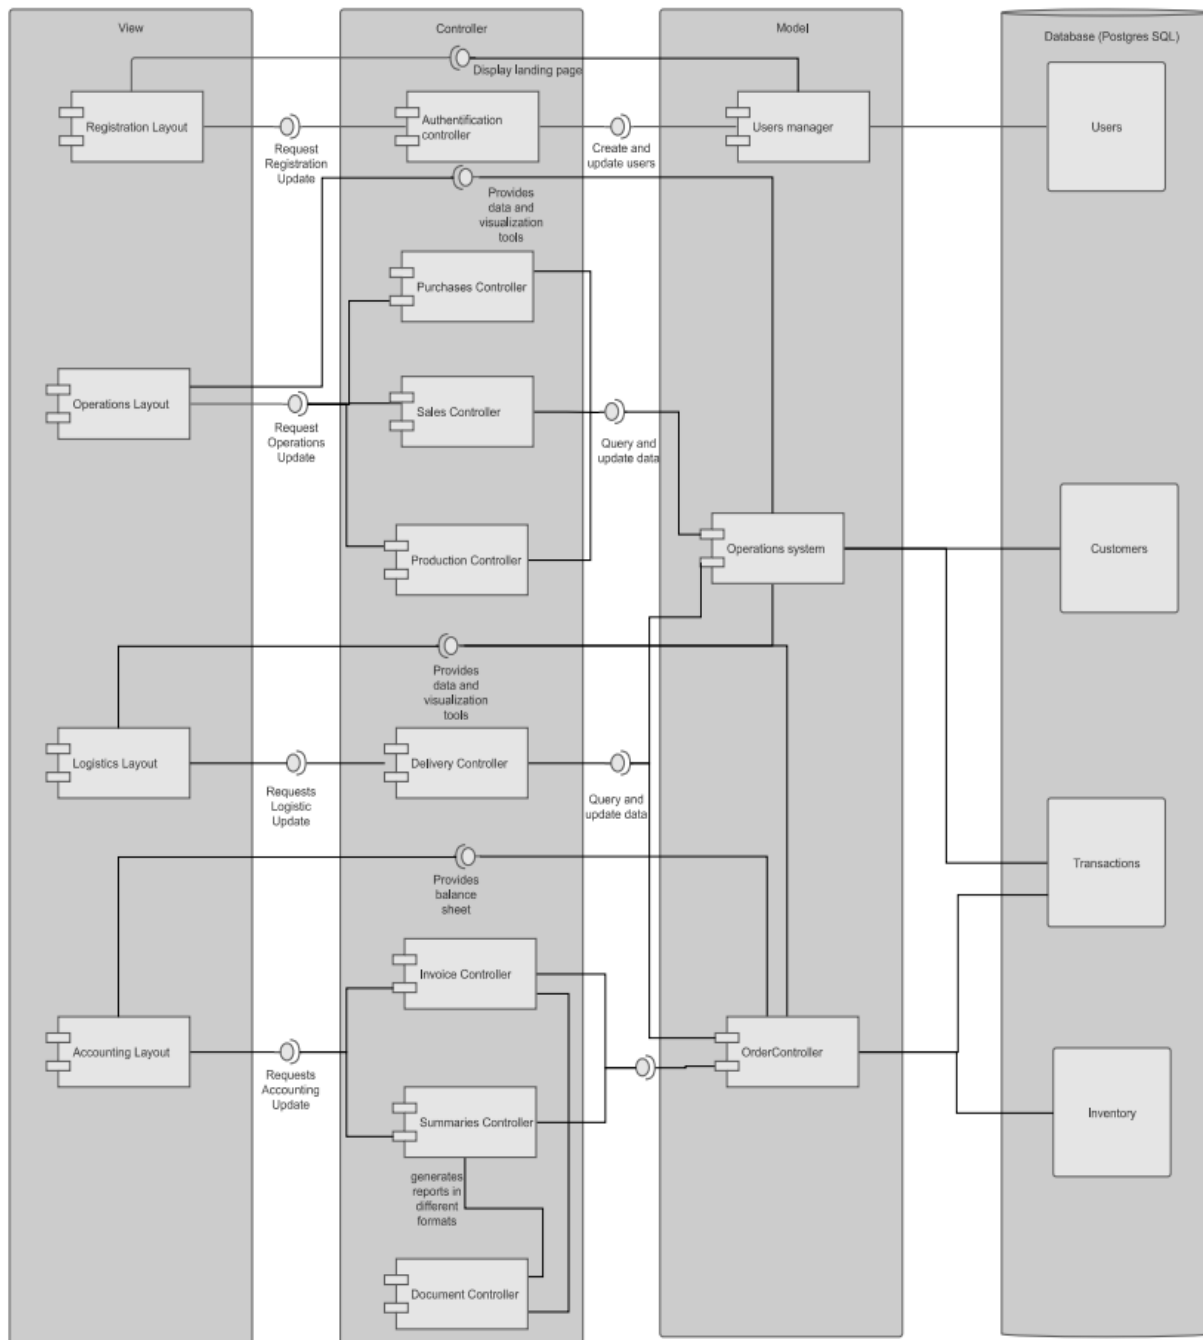 View
Controller
Model
Database (Postgres SQL)
Display landing page
Registration Layout
Authentification
controller
Users manager
Users
Request
Registration
Update
Create and
update users
Provides
data and
visualization
tools
Purchases Controller
Operations Layout
Sales Controller
Request
Operations
Update
Query and
update data
Production Controller
Operations system
Customers
Provides
data and
visualization
tools
Logistics Layout
Delivery Controller
Requests
Logistic
Update
Query and
update data
Transactions
Provides
balance
sheet
Invoice Controller
Accounting Layout
OrderController
Requests
Accounting
Update
Summaries Controller
Inventory
generates
reports in
different
formats
Document Controller